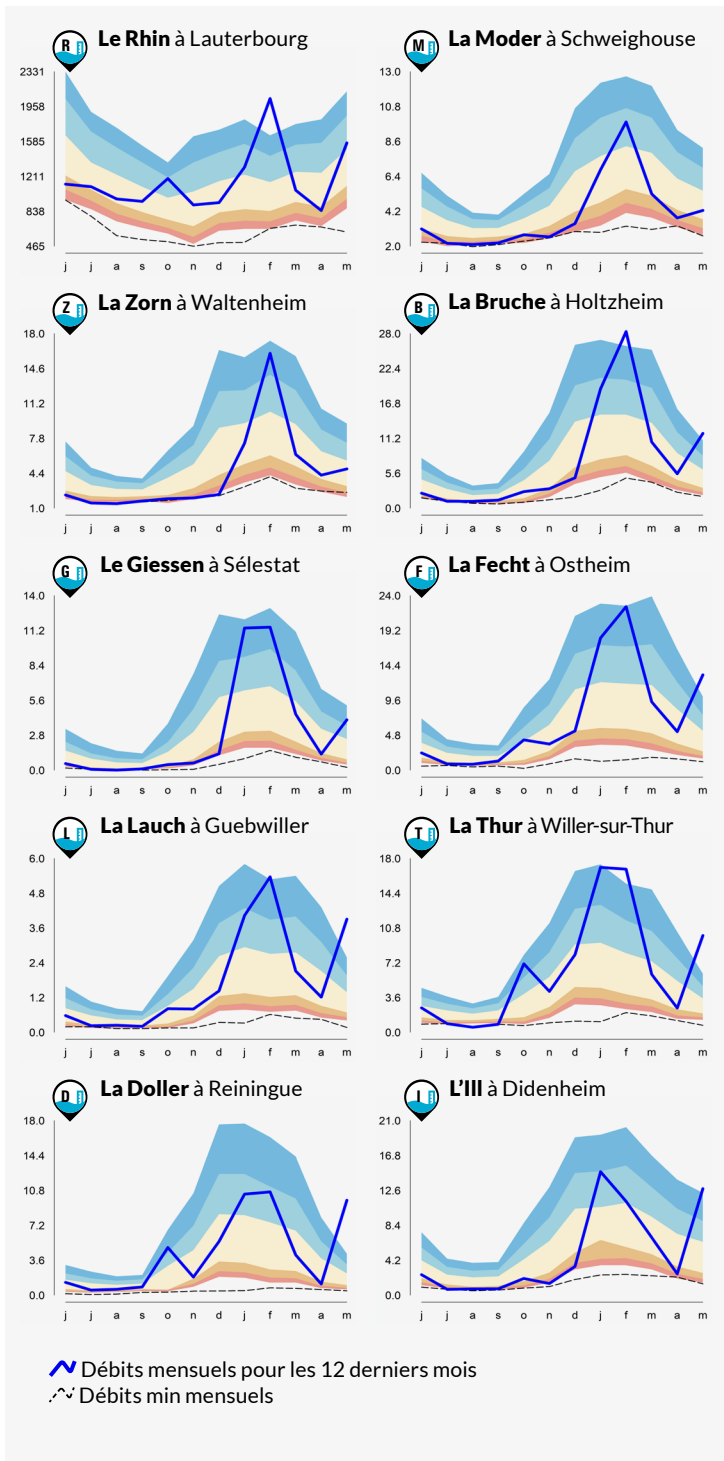 R Le Rhin à Lauterbourg
2331
1958
1585
1211
838
465
j j a s o n d j f m a m
M La Moder à Schweighouse
13.0
10.8
8.6
6.4
4.2
2.0
j j a s o n d j f m a m
Z La Zorn à Waltenheim
18.0
14.6
11.2
7.8
4.4
1.0
j j a s o n d j f m a m
B La Bruche à Holtzheim
28.0
22.4
16.8
11.2
5.6
0.0
j j a s o n d j f m a m
G Le Giessen à Sélestat
14.0
11.2
8.4
5.6
2.8
0.0
j j a s o n d j f m a m
F La Fecht à Ostheim
24.0
19.2
14.4
9.6
4.8
0.0
j j a s o n d j f m a m
L La Lauch à Guebwiller
6.0
4.8
3.6
2.4
1.2
0.0
j j a s o n d j f m a m
T La Thur à Willer-sur-Thur
18.0
14.4
10.8
7.2
3.6
0.0
j j a s o n d j f m a m
D La Doller à Reiningue
18.0
14.4
10.8
7.2
3.6
0.0
j j a s o n d j f m a m
I L’Ill à Didenheim
21.0
16.8
12.6
8.4
4.2
0.0
j j a s o n d j f m a m
Débits mensuels pour les 12 derniers mois
Débits min mensuels